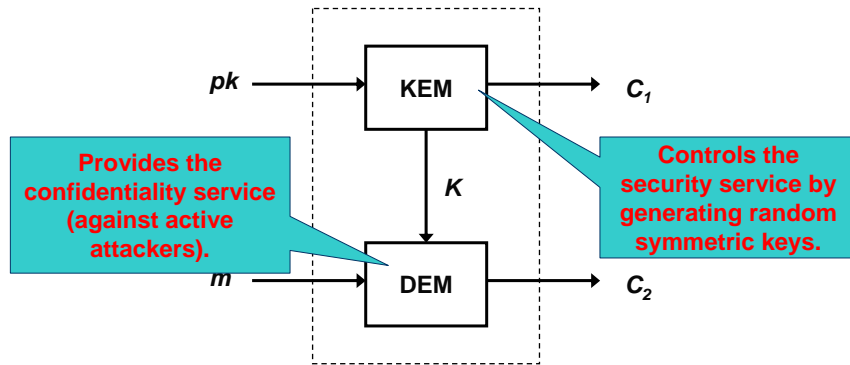 pk
KEM
C1
Provides the
confidentiality service
(against active
attackers).
K
Controls the
security service by
generating random
symmetric keys.
m
DEM
C2